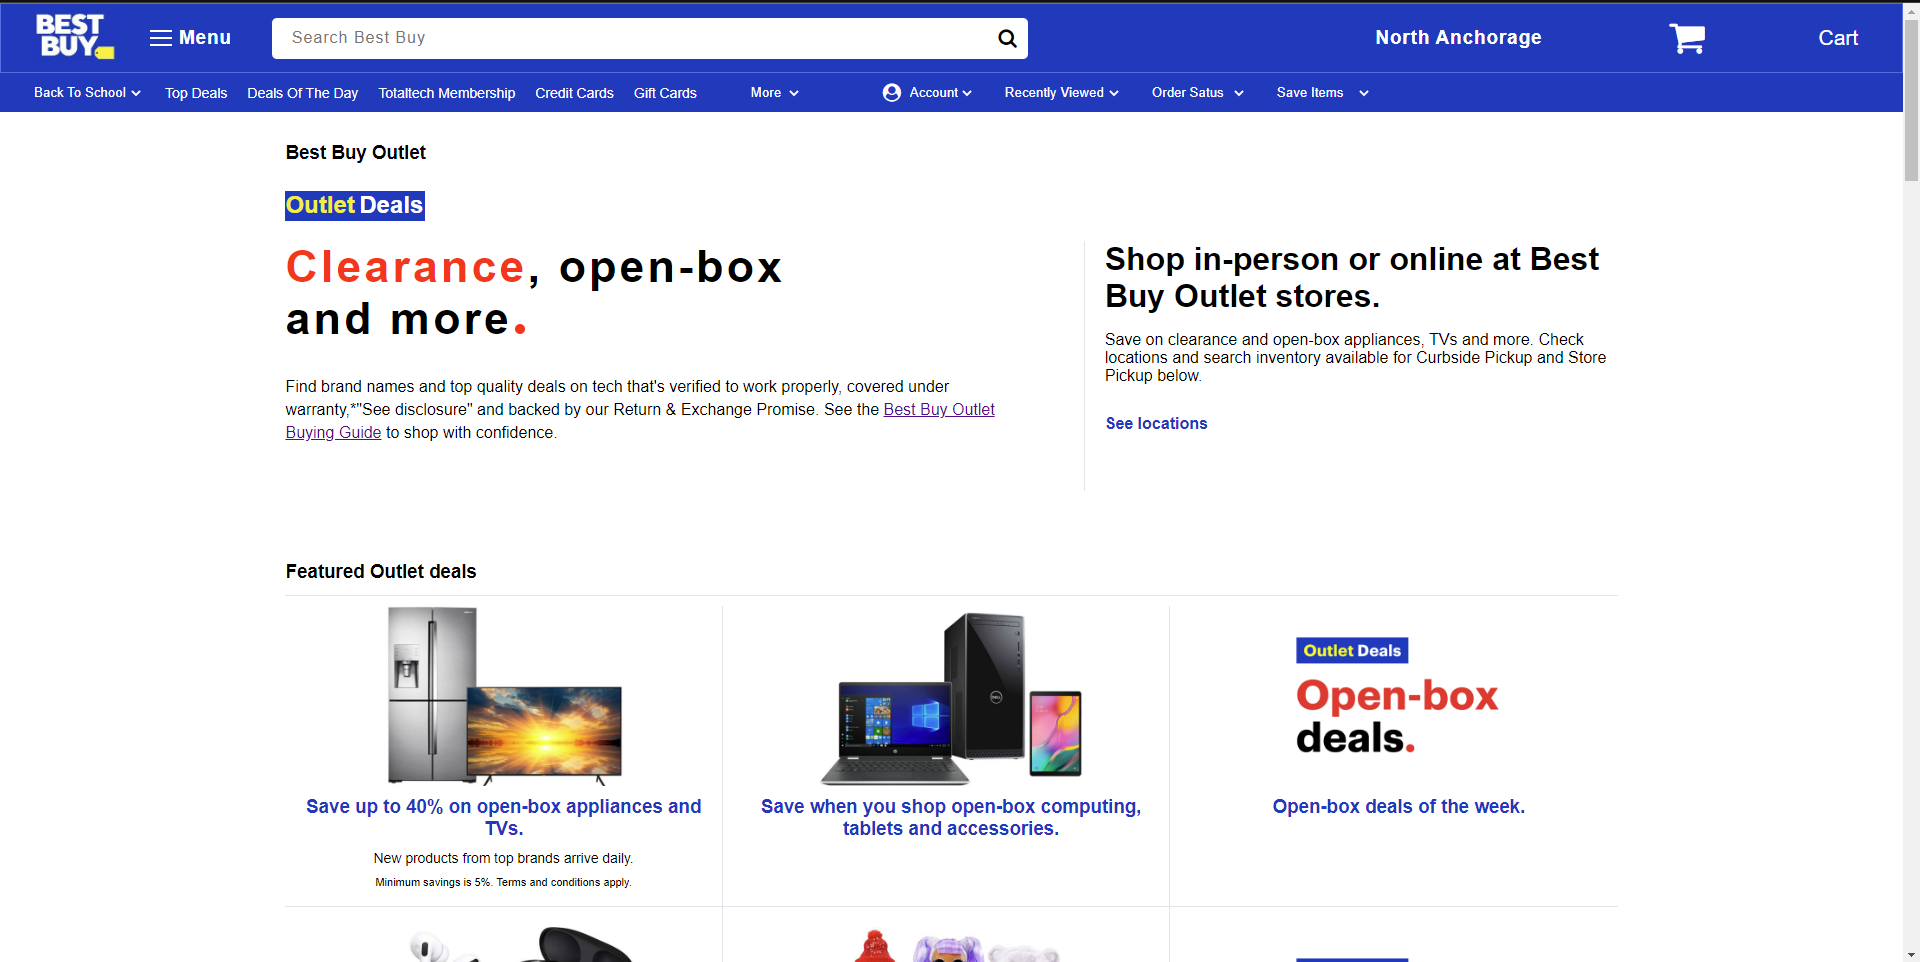 BEST
BUY
Menu
Search Best Buy
North Anchorage
Cart
Back To School
Top Deals
Deals Of The Day
Totaltech Membership
Credit Cards
Gift Cards
More
Account
Recently Viewed
Order Satus
Save Items
Best Buy Outlet
Outlet Deals
Clearance, open-box
and more.
Find brand names and top quality deals on tech that's verified to work properly, covered under
warranty,*"See disclosure" and backed by our Return & Exchange Promise. See the Best Buy Outlet
Buying Guide to shop with confidence.
Shop in-person or online at Best
Buy Outlet stores.
Save on clearance and open-box appliances, TVs and more. Check
locations and search inventory available for Curbside Pickup and Store
Pickup below.
See locations
Featured Outlet deals
Save up to 40% on open-box appliances and
TVs.
New products from top brands arrive daily.
Minimum savings is 5%. Terms and conditions apply.
DELL
Save when you shop open-box computing,
tablets and accessories.
Outlet Deals
Open-box
deals.
Open-box deals of the week.